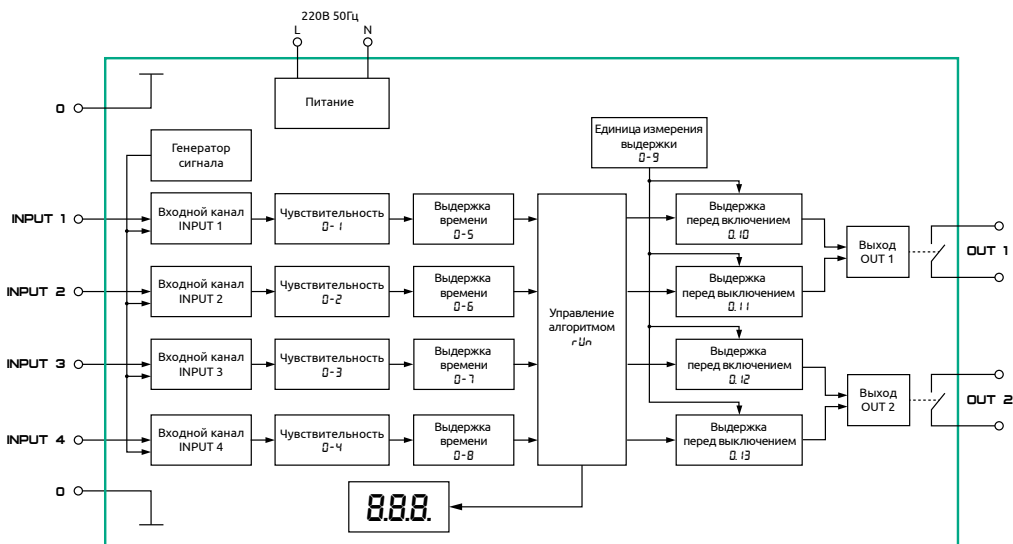 220В 50Гц
L N
0
Питание
Генератор
сигнала
Единица измерения
выдержки
0-9
INPUT 1
Входной канал
INPUT 1
Чувствительность
0-1
Выдержка
времени
0-5
Выдержка
перед включением
0.10
INPUT 2
Входной канал
INPUT 2
Чувствительность
0-2
Выдержка
времени
0-6
Выдержка
перед выключением
0.11
Выход
OUT 1
OUT 1
Управление
алгоритмом
rUn
INPUT 3
Входной канал
INPUT 3
Чувствительность
0-3
Выдержка
времени
0-7
Выдержка
перед включением
0.12
INPUT 4
Входной канал
INPUT 4
Чувствительность
0-4
Выдержка
времени
0-8
Выдержка
перед выключением
0.13
Выход
OUT 2
OUT 2
0
8.8.8.